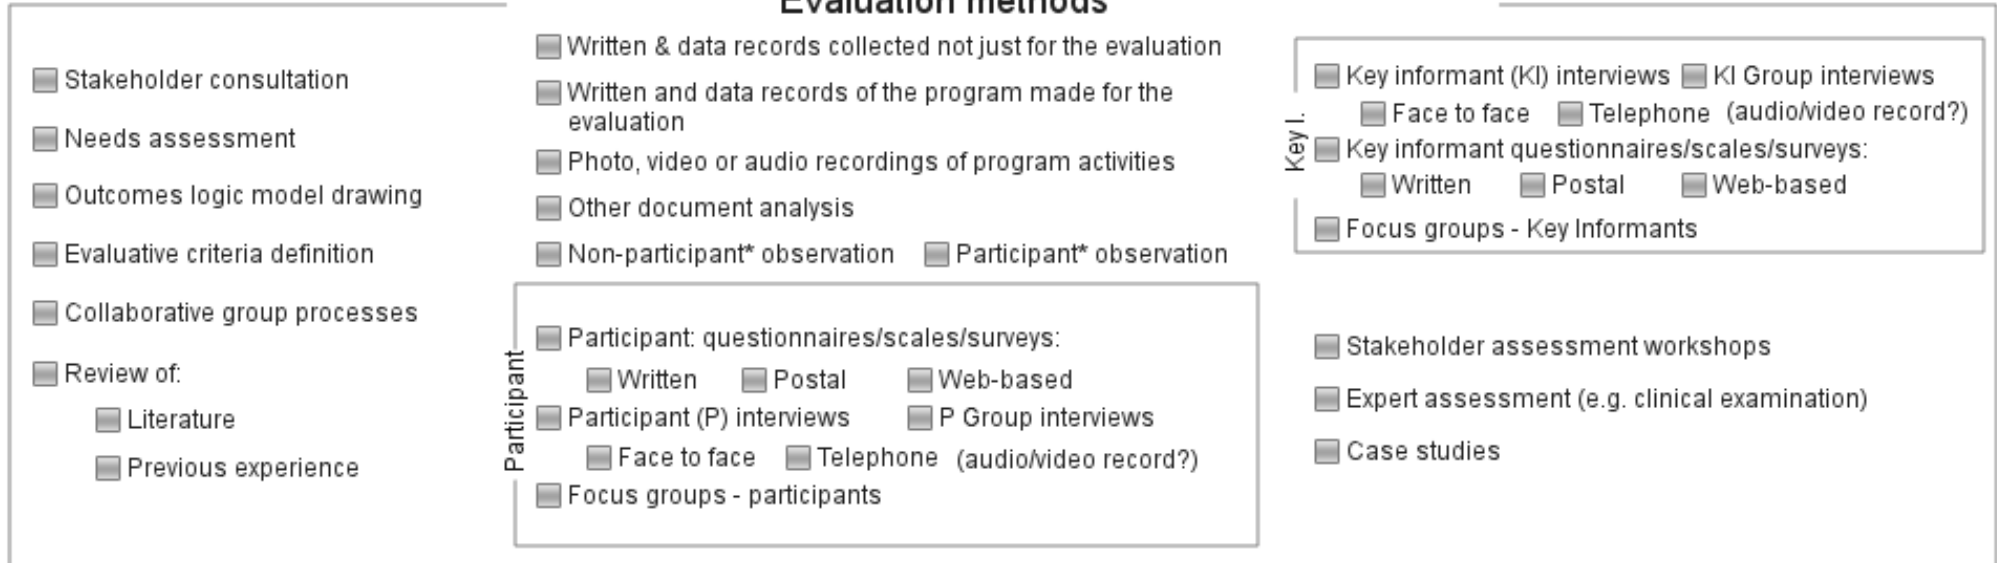 Evaluation methods
Stakeholder consultation
Needs assessment
Outcomes logic model drawing
Evaluative criteria definition
Collaborative group processes
Review of:
Literature
Previous experience
Written & data records collected not just for the evaluation
Written and data records of the program made for the
evaluation
Photo, video or audio recordings of program activities
Other document analysis
Non-participant* observation Participant* observation
Participant
Participant: questionnaires/scales/surveys:
Written Postal Web-based
Participant (P) interviews P Group interviews
Face to face Telephone (audio/video record?)
Focus groups - participants
Key I.
Key informant (KI) interviews KI Group interviews
Face to face Telephone (audio/video record?)
Key informant questionnaires/scales/surveys:
Written Postal Web-based
Focus groups - Key Informants
Stakeholder assessment workshops
Expert assessment (e.g. clinical examination)
Case studies